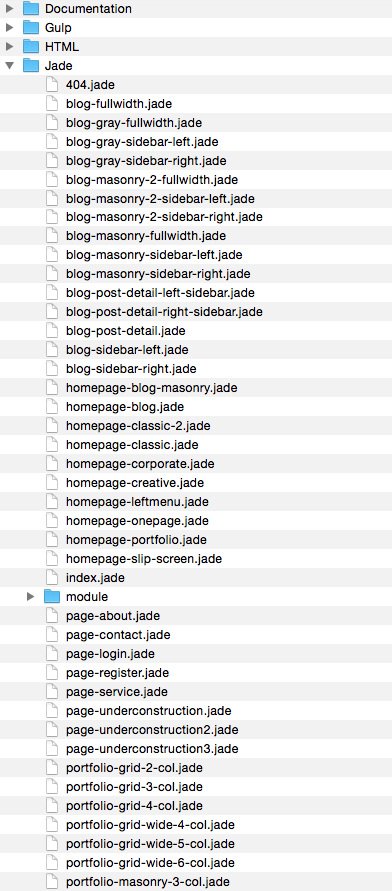 Documentation
Gulp
HTML
Jade
404.jade
blog-fullwidth.jade
blog-gray-fullwidth.jade
blog-gray-sidebar-left.jade
blog-gray-sidebar-right.jade
blog-masonry-2-fullwidth.jade
blog-masonry-2-sidebar-left.jade
blog-masonry-2-sidebar-right.jade
blog-masonry-fullwidth.jade
blog-masonry-sidebar-left.jade
blog-masonry-sidebar-right.jade
blog-post-detail-left-sidebar.jade
blog-post-detail-right-sidebar.jade
blog-post-detail.jade
blog-sidebar-left.jade
blog-sidebar-right.jade
homepage-blog-masonry.jade
homepage-blog.jade
homepage-classic-2.jade
homepage-classic.jade
homepage-corporate.jade
homepage-creative.jade
homepage-leftmenu.jade
homepage-onepage.jade
homepage-portfolio.jade
homepage-slip-screen.jade
index.jade
module
page-about.jade
page-contact.jade
page-login.jade
page-register.jade
page-service.jade
page-underconstruction.jade
page-underconstruction2.jade
page-underconstruction3.jade
portfolio-grid-2-col.jade
portfolio-grid-3-col.jade
portfolio-grid-4-col.jade
portfolio-grid-wide-4-col.jade
portfolio-grid-wide-5-col.jade
portfolio-grid-wide-6-col.jade
portfolio-masonry-3-col.jade